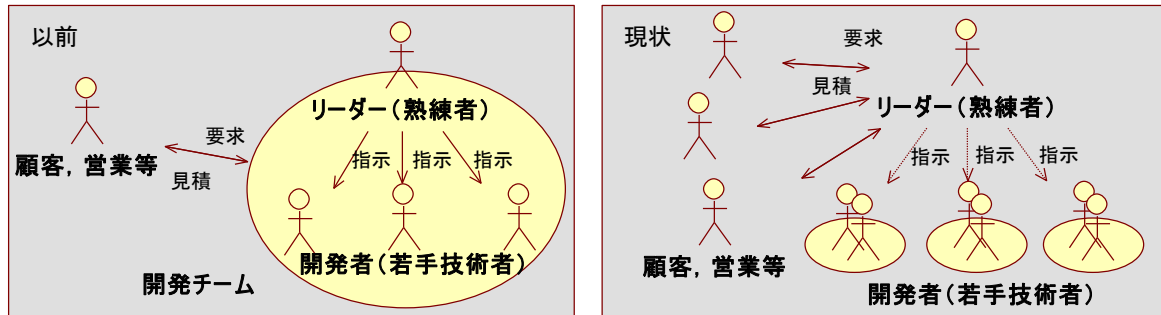 以前
要求
見積
顧客，営業等
リーダー（熟練者）
指示
指示
指示
開発者（若手技術者）
開発チーム
現状
要求
見積
リーダー（熟練者）
指示
指示
指示
顧客，営業等
開発者（若手技術者）